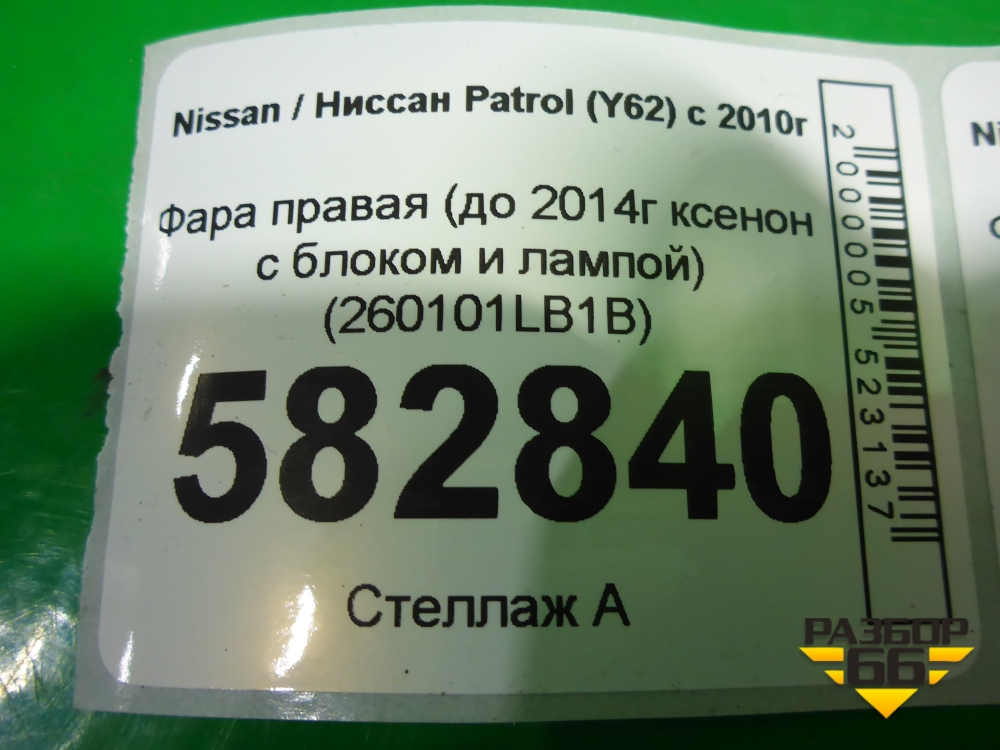 Nissan / Ниссан Patrol (Y62) с 2010г
Фара правая (до 2014г ксенон
с блоком и лампой)
(260101LB1B)
582840
Стеллаж А
2000005523137
РАЗБОР
66